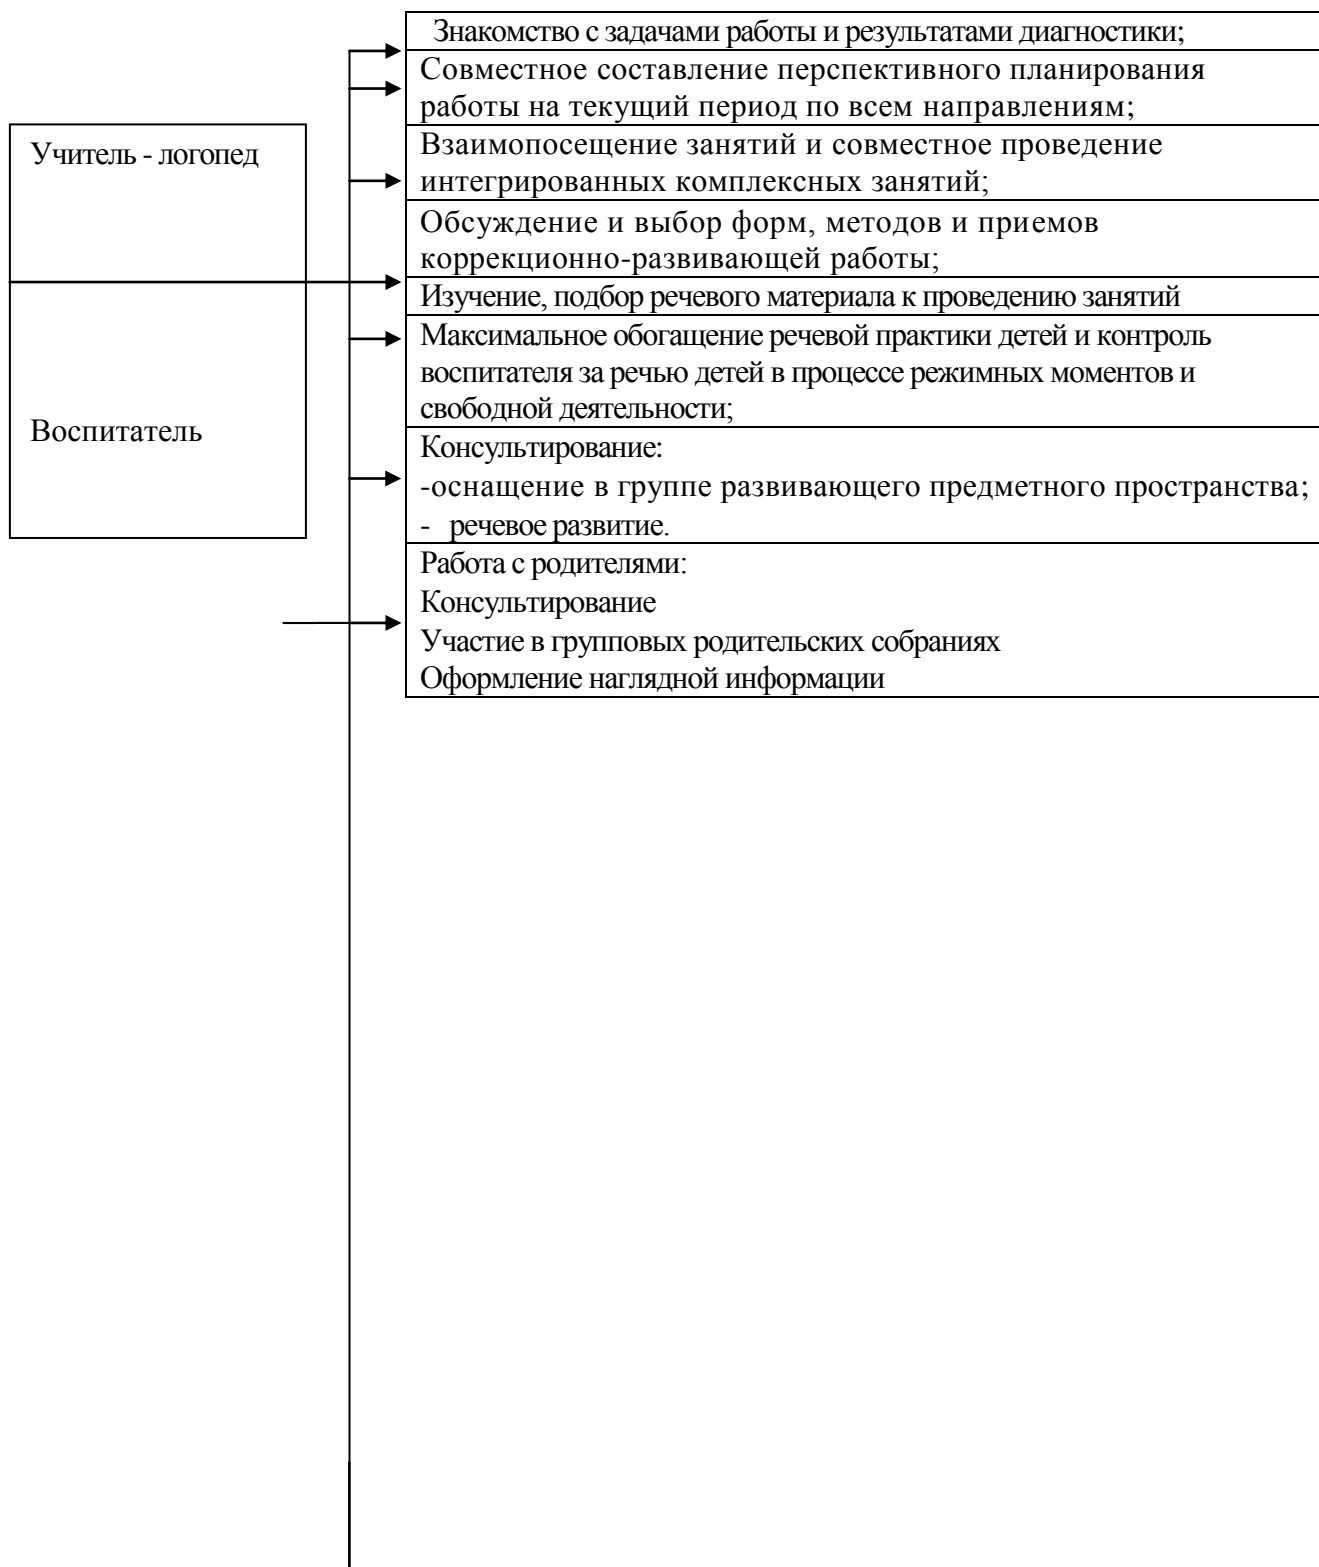 Учитель - логопед
Воспитатель
Знакомство с задачами работы и результатами диагностики;
Совместное составление перспективного планирования
работы на текущий период по всем направлениям;
Взаимопосещение занятий и совместное проведение
интегрированных комплексных занятий;
Обсуждение и выбор форм, методов и приемов
коррекционно-развивающей работы;
Изучение, подбор речевого материала к проведению занятий
Максимальное обогащение речевой практики детей и контроль
воспитателя за речью детей в процессе режимных моментов и
свободной деятельности;
Консультирование:
-оснащение в группе развивающего предметного пространства;
- речевое развитие.
Работа с родителями:
Консультирование
Участие в групповых родительских собраниях
Оформление наглядной информации